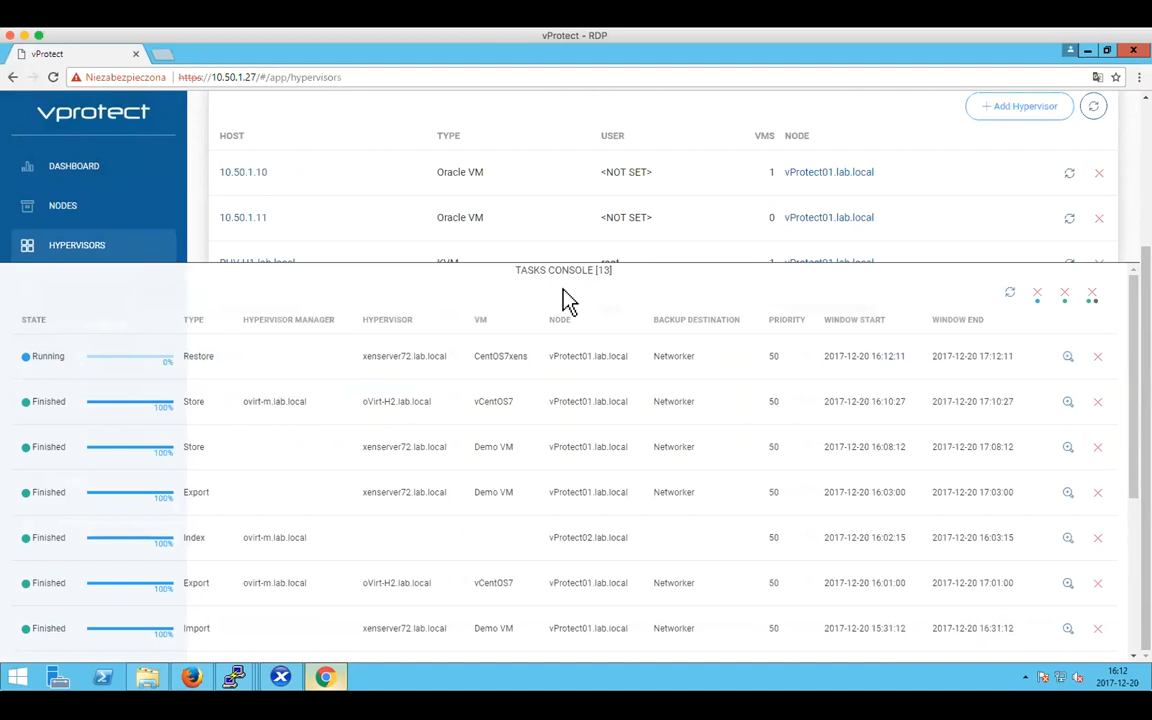 vProtect - RDP
vProtect
Niezabezpieczona https://10.50.1.27/#/app/hypervisors
vprotect
DASHBOARD
NODES
HYPERVISORS
Add Hypervisor
HOST TYPE USER VMS NODE
10.50.1.10 Oracle VM <NOT SET> 1 vProtect01.lab.local
10.50.1.11 Oracle VM <NOT SET> 0 vProtect01.lab.local
TASKS CONSOLE [13]
STATE TYPE HYPERVISOR MANAGER HYPERVISOR VM NODE BACKUP DESTINATION PRIORITY WINDOW START WINDOW END
Running 0% Restore xenserver72.lab.local CentOS7xens vProtect01.lab.local Networker 50 2017-12-20 16:12:11 2017-12-20 17:12:11
Finished 100% Store ovirt-m.lab.local oVirt-H2.lab.local vCentOS7 vProtect01.lab.local Networker 50 2017-12-20 16:10:27 2017-12-20 17:10:27
Finished 100% Store xenserver72.lab.local Demo VM vProtect01.lab.local Networker 50 2017-12-20 16:08:12 2017-12-20 17:08:12
Finished 100% Export xenserver72.lab.local Demo VM vProtect01.lab.local Networker 50 2017-12-20 16:03:00 2017-12-20 17:03:00
Finished 100% Index ovirt-m.lab.local vProtect02.lab.local 50 2017-12-20 16:02:15 2017-12-20 16:03:15
Finished 100% Export ovirt-m.lab.local oVirt-H2.lab.local vCentOS7 vProtect01.lab.local Networker 50 2017-12-20 16:01:00 2017-12-20 17:01:00
Finished 100% Import xenserver72.lab.local Demo VM vProtect01.lab.local Networker 50 2017-12-20 15:31:12 2017-12-20 16:31:12
16:12
2017-12-20